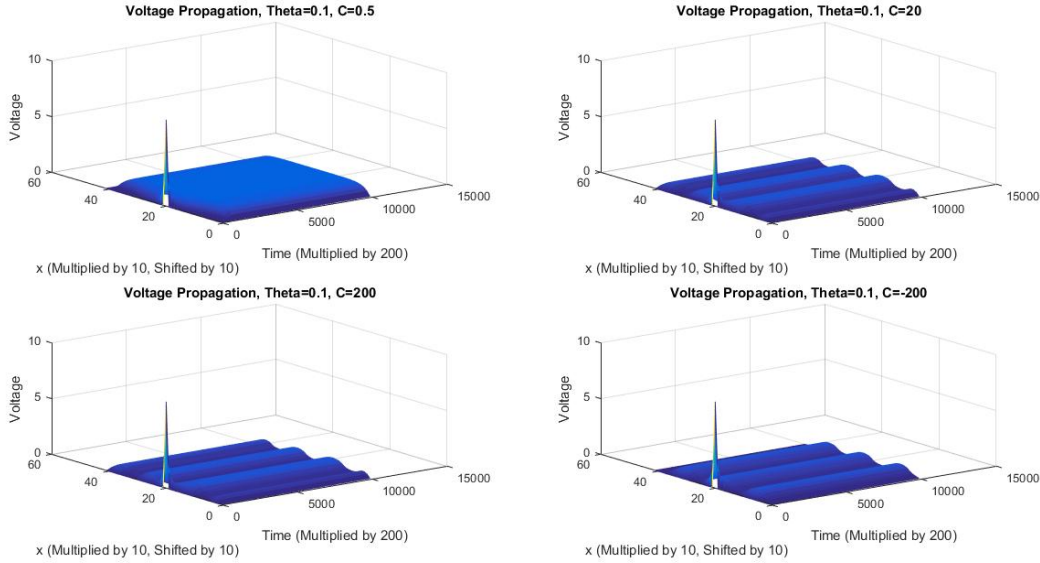 Voltage Propagation, Theta=0.1, C=0.5
10
5
0
Voltage
60
40
20
0
0
5000
10000
15000
Time (Multiplied by 200)
x (Multiplied by 10, Shifted by 10)
Voltage Propagation, Theta=0.1, C=20
10
5
0
Voltage
60
40
20
0
0
5000
10000
15000
Time (Multiplied by 200)
x (Multiplied by 10, Shifted by 10)
Voltage Propagation, Theta=0.1, C=200
10
5
0
Voltage
60
40
20
0
0
5000
10000
15000
Time (Multiplied by 200)
x (Multiplied by 10, Shifted by 10)
Voltage Propagation, Theta=0.1, C=-200
10
5
0
Voltage
60
40
20
0
0
5000
10000
15000
Time (Multiplied by 200)
x (Multiplied by 10, Shifted by 10)